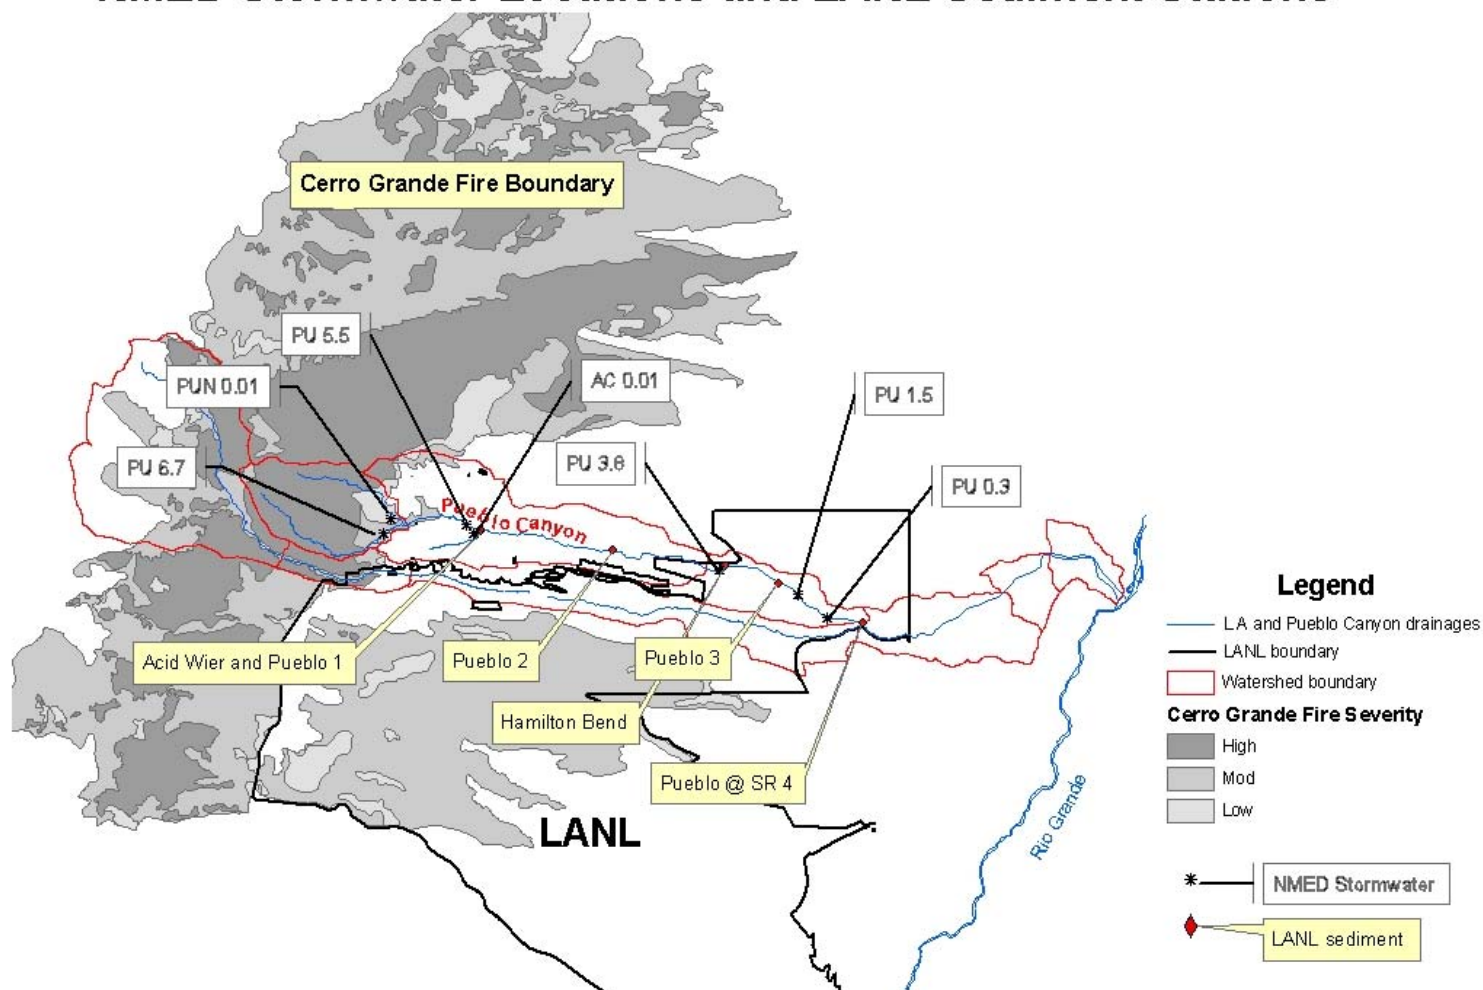 Cerro Grande Fire Boundary
PU 5.5
PUN 0.01
AC 0.01
PU 1.5
PU 6.7
PU 3.8
PU 0.3
Pueblo Canyon
Acid Wier and Pueblo 1
Pueblo 2
Pueblo 3
Hamilton Bend
Pueblo @ SR 4
LANL
Rio Grande
Legend
LA and Pueblo Canyon drainages
LANL boundary
Watershed boundary
Cerro Grande Fire Severity
High
Mod
Low
NMED Stormwater
LANL sediment